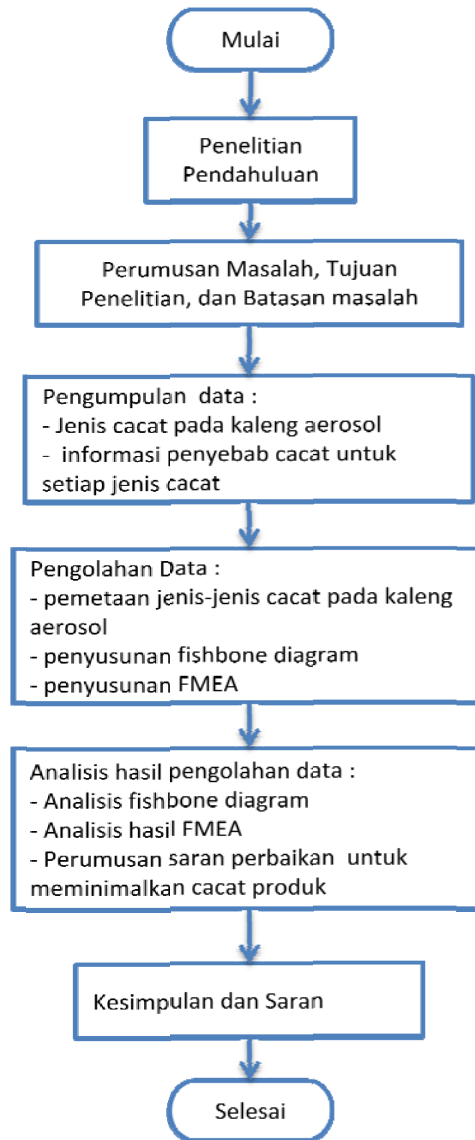 Mulai
Penelitian
Pendahuluan
Perumusan Masalah, Tujuan
Penelitian, dan Batasan masalah
Pengumpulan data :
- Jenis cacat pada kaleng aerosol
- informasi penyebab cacat untuk
setiap jenis cacat
Pengolahan Data :
- pemetaan jenis-jenis cacat pada kaleng
aerosol
- penyusunan fishbone diagram
- penyusunan FMEA
Analisis hasil pengolahan data :
- Analisis fishbone diagram
- Analisis hasil FMEA
- Perumusan saran perbaikan untuk
meminimalkan cacat produk
Kesimpulan dan Saran
Selesai